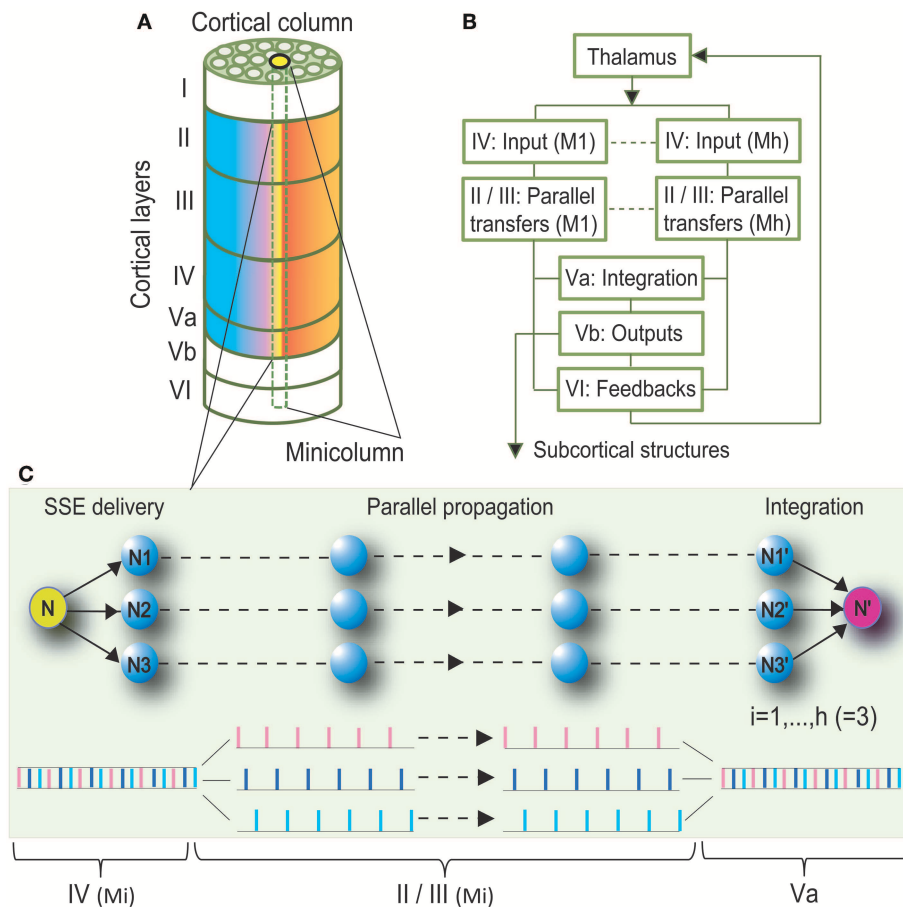 A
Cortical column
Cortical layers
I
II
III
IV
Va
Vb
VI
Minicolumn
B
Thalamus
IV: Input (M1)
IV: Input (Mh)
II / III: Parallel
transfers (M1)
II / III: Parallel
transfers (Mh)
Va: Integration
Vb: Outputs
VI: Feedbacks
Subcortical structures
C
SSE delivery
Parallel propagation
Integration
N1
N1'
N
N2
N2'
N'
N3
N3'
i=1,...,h (=3)
IV (Mi)
II / III (Mi)
Va